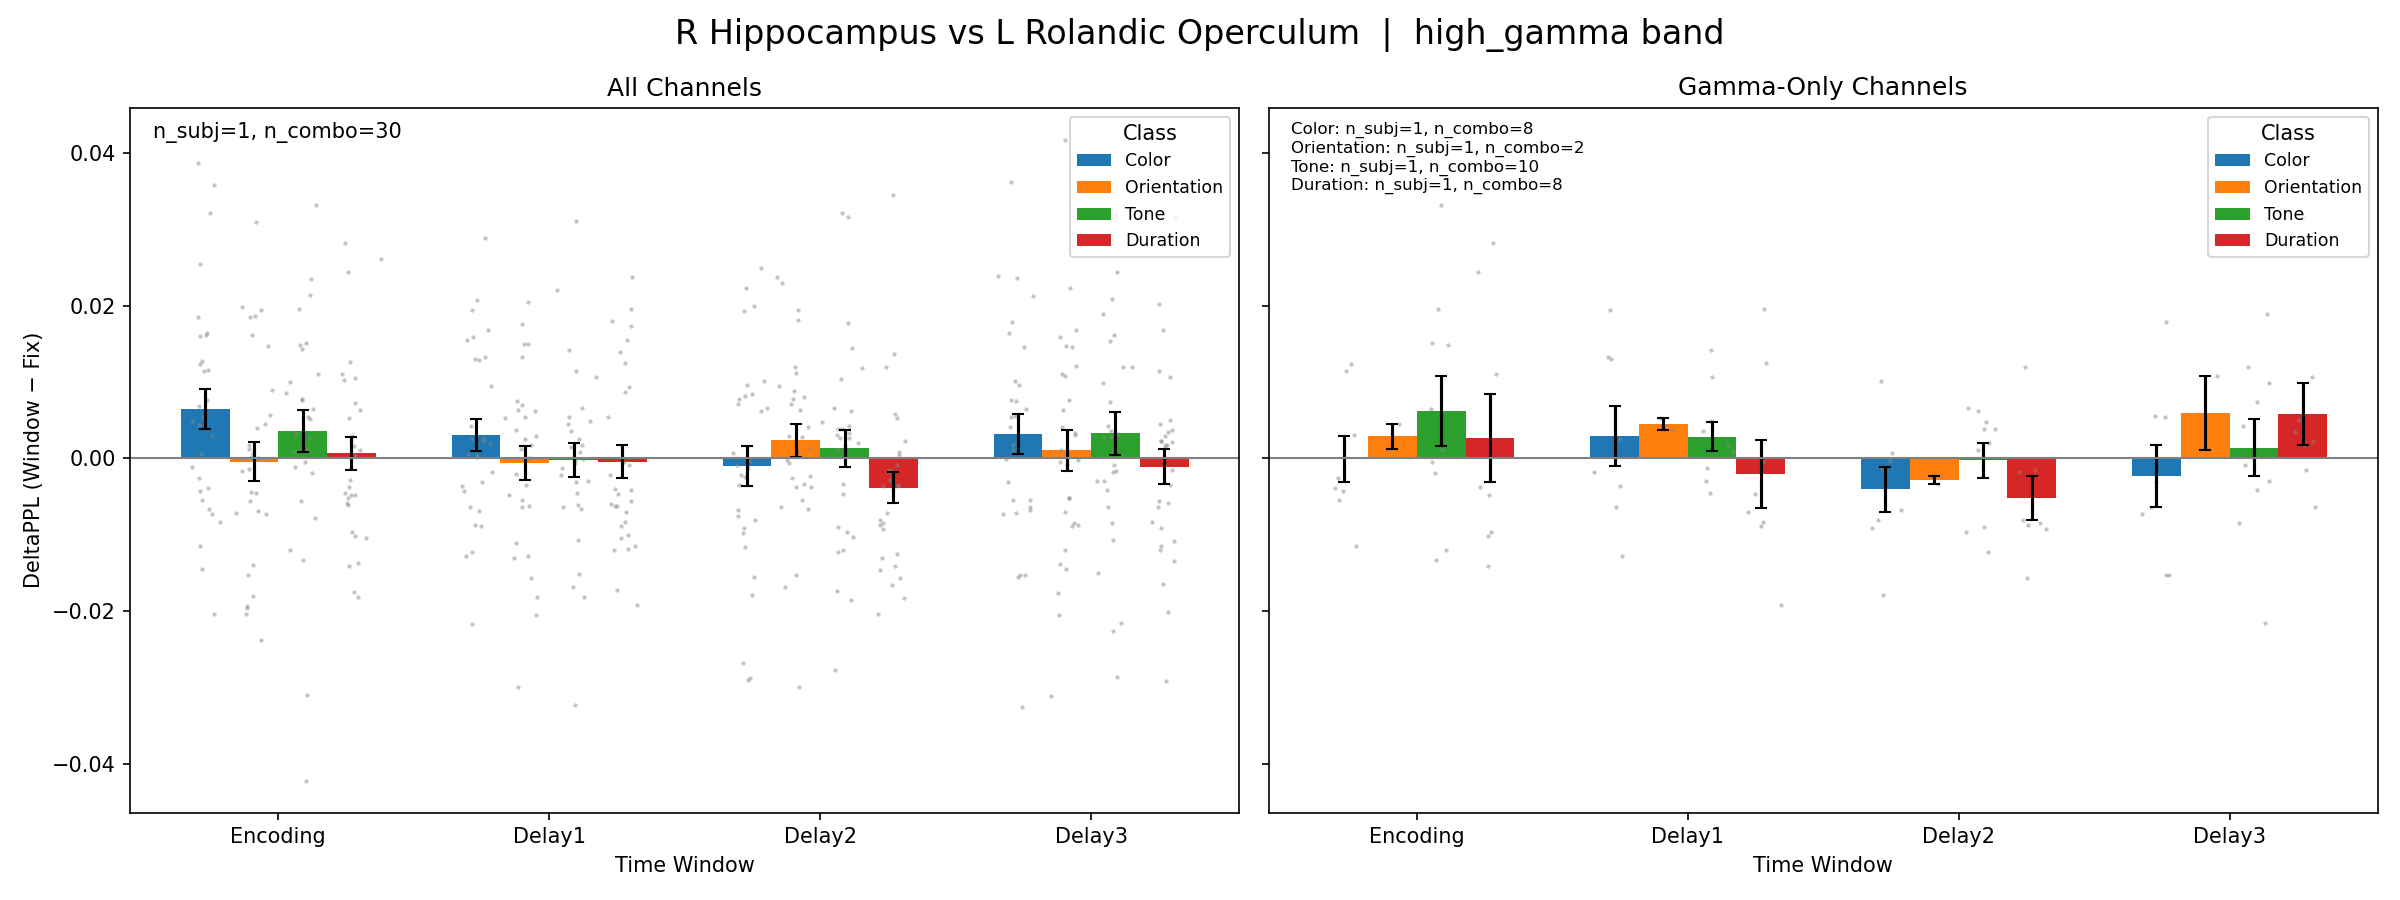 R Hippocampus vs L Rolandic Operculum | high_gamma band
All Channels
n_subj=1, n_combo=30
Class
Color
Orientation
Tone
Duration
0.04
0.02
0.00
−0.02
−0.04
DeltaPPL (Window − Fix)
Encoding
Delay1
Delay2
Delay3
Time Window
Gamma-Only Channels
Color: n_subj=1, n_combo=8
Orientation: n_subj=1, n_combo=2
Tone: n_subj=1, n_combo=10
Duration: n_subj=1, n_combo=8
Class
Color
Orientation
Tone
Duration
Encoding
Delay1
Delay2
Delay3
Time Window